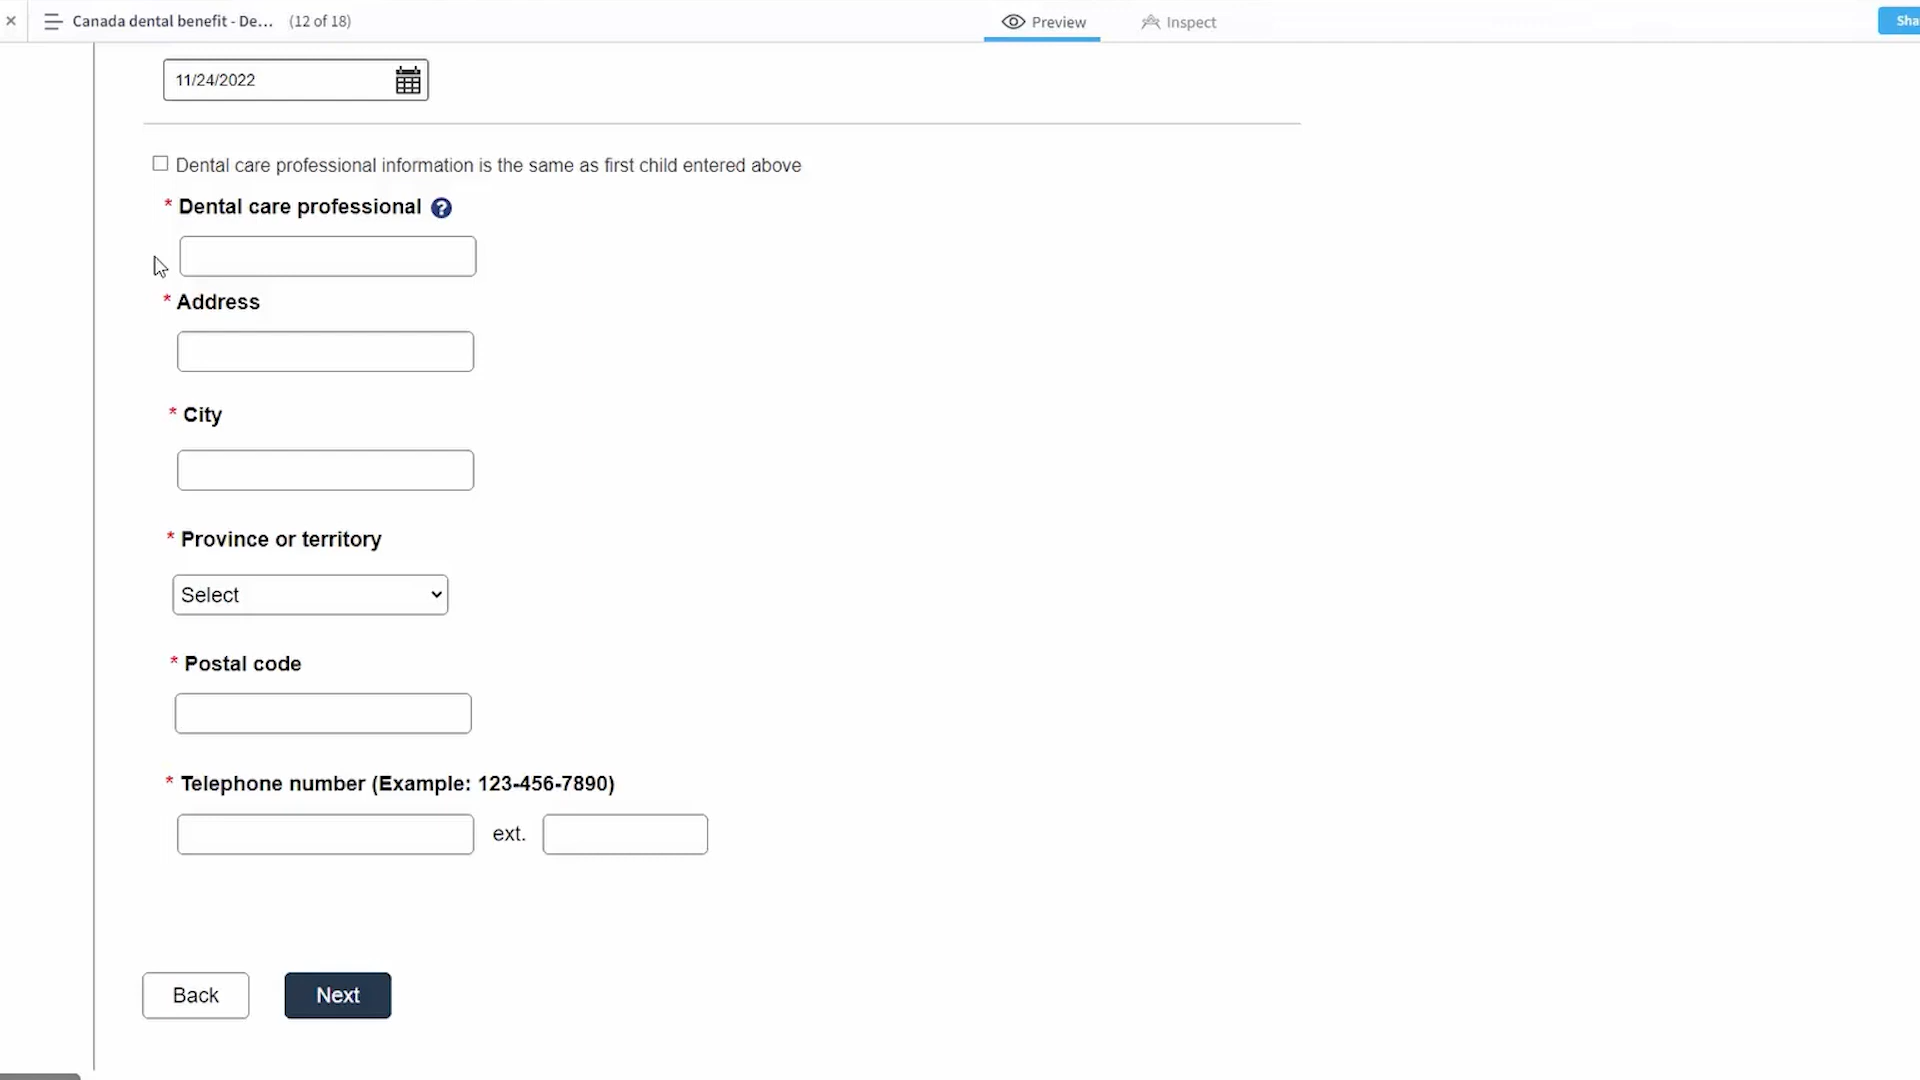 Canada dental benefit - De... (12 of 18)
Preview
Inspect
Sha
11/24/2022
Dental care professional information is the same as first child entered above
* Dental care professional ?
* Address
* City
* Province or territory
Select
* Postal code
* Telephone number (Example: 123-456-7890)
ext.
Back
Next